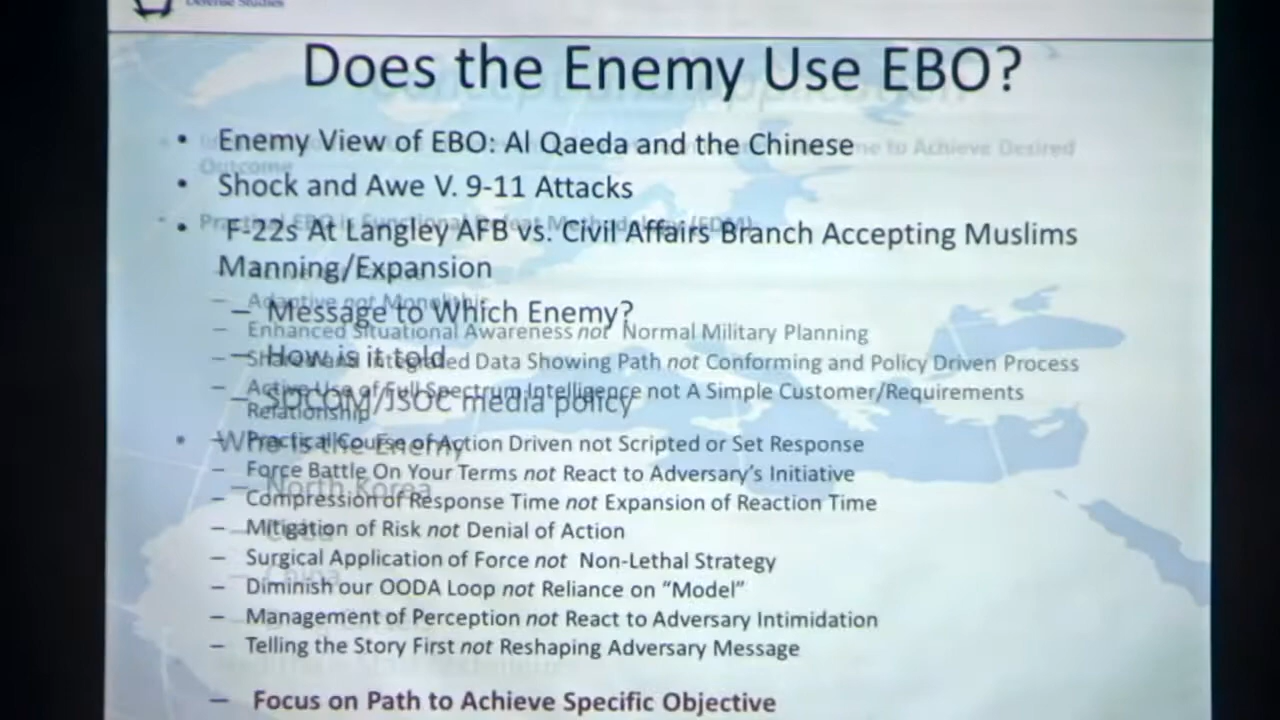 Defense Studies
Does the Enemy Use EBO?
• Enemy View of EBO: Al Qaeda and the Chinese
me to Achieve Desired
Outcome
• Shock and Awe V. 9-11 Attacks
• F-22s At Langley AFB vs. Civil Affairs Branch Accepting Muslims
Manning/Expansion
– Message to Which Enemy?
– Enhanced Situational Awareness not Normal Military Planning
– How is it told
Data Showing Path not Conforming and Policy Driven Process
– Active Use of Full Spectrum Intelligence not A Simple Customer/Requirements
Relationship
– SOCOM/JSOC media policy
• Who is the Enemy
– Practical Course of Action Driven not Scripted or Set Response
– Force Battle On Your Terms not React to Adversary's Initiative
– North Korea
– Compression of Response Time not Expansion of Reaction Time
– Mitigation of Risk not Denial of Action
– Surgical Application of Force not Non-Lethal Strategy
– China
– Diminish our OODA Loop not Reliance on “Model”
– Management of Perception not React to Adversary Intimidation
– Telling the Story First not Reshaping Adversary Message
– Focus on Path to Achieve Specific Objective